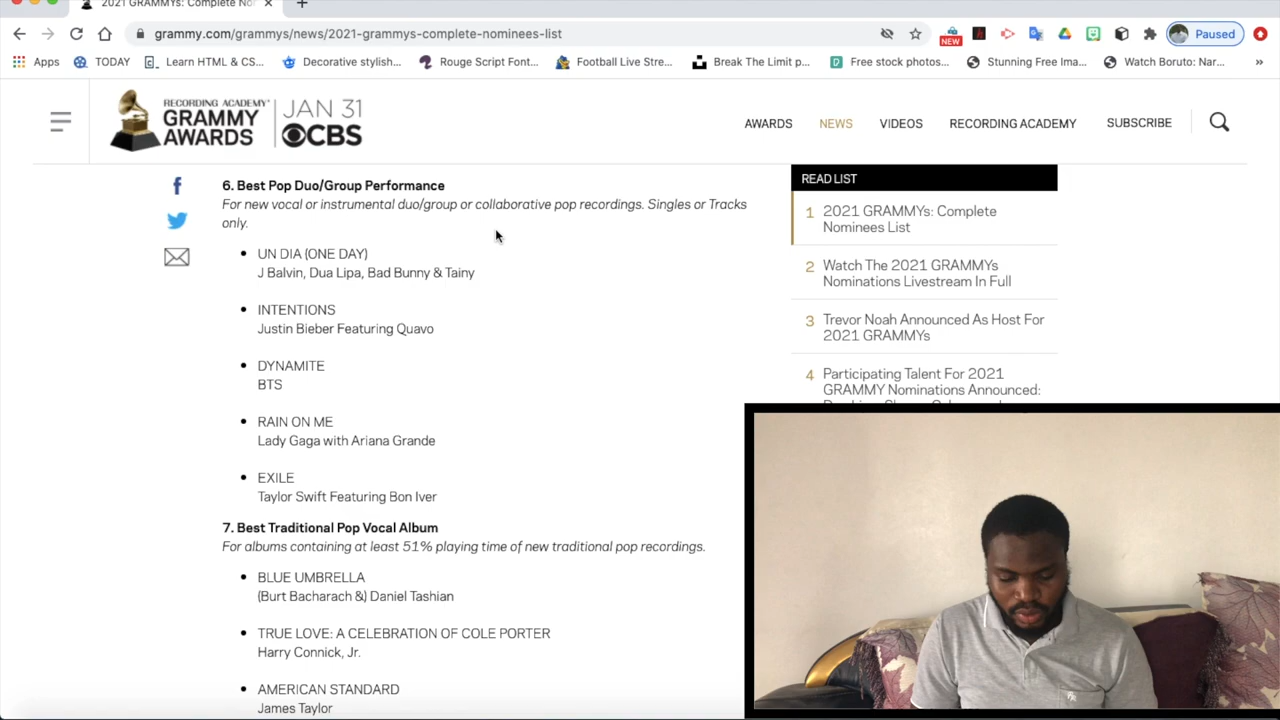 2021 GRAMMYs: Complete Nor
grammy.com/grammys/news/2021-grammys-complete-nominees-list
NEW
Paused
Apps
TODAY
Learn HTML & CS...
Decorative stylish...
Rouge Script Font...
Football Live Stre...
Break The Limit p...
Free stock photos...
Stunning Free Ima...
Watch Boruto: Nar...
»
RECORDING ACADEMY
GRAMMY
AWARDS
JAN 31
CBS
AWARDS
NEWS
VIDEOS
RECORDING ACADEMY
SUBSCRIBE
6. Best Pop Duo/Group Performance
For new vocal or instrumental duo/group or collaborative pop recordings. Singles or Tracks
only.
• UN DIA (ONE DAY)
J Balvin, Dua Lipa, Bad Bunny & Tainy
• INTENTIONS
Justin Bieber Featuring Quavo
• DYNAMITE
BTS
• RAIN ON ME
Lady Gaga with Ariana Grande
• EXILE
Taylor Swift Featuring Bon Iver
7. Best Traditional Pop Vocal Album
For albums containing at least 51% playing time of new traditional pop recordings.
• BLUE UMBRELLA
(Burt Bacharach &) Daniel Tashian
• TRUE LOVE: A CELEBRATION OF COLE PORTER
Harry Connick, Jr.
• AMERICAN STANDARD
James Taylor
READ LIST
1 2021 GRAMMYs: Complete
Nominees List
2 Watch The 2021 GRAMMYs
Nominations Livestream In Full
3 Trevor Noah Announced As Host For
2021 GRAMMYs
4 Participating Talent For 2021
GRAMMY Nominations Announced: